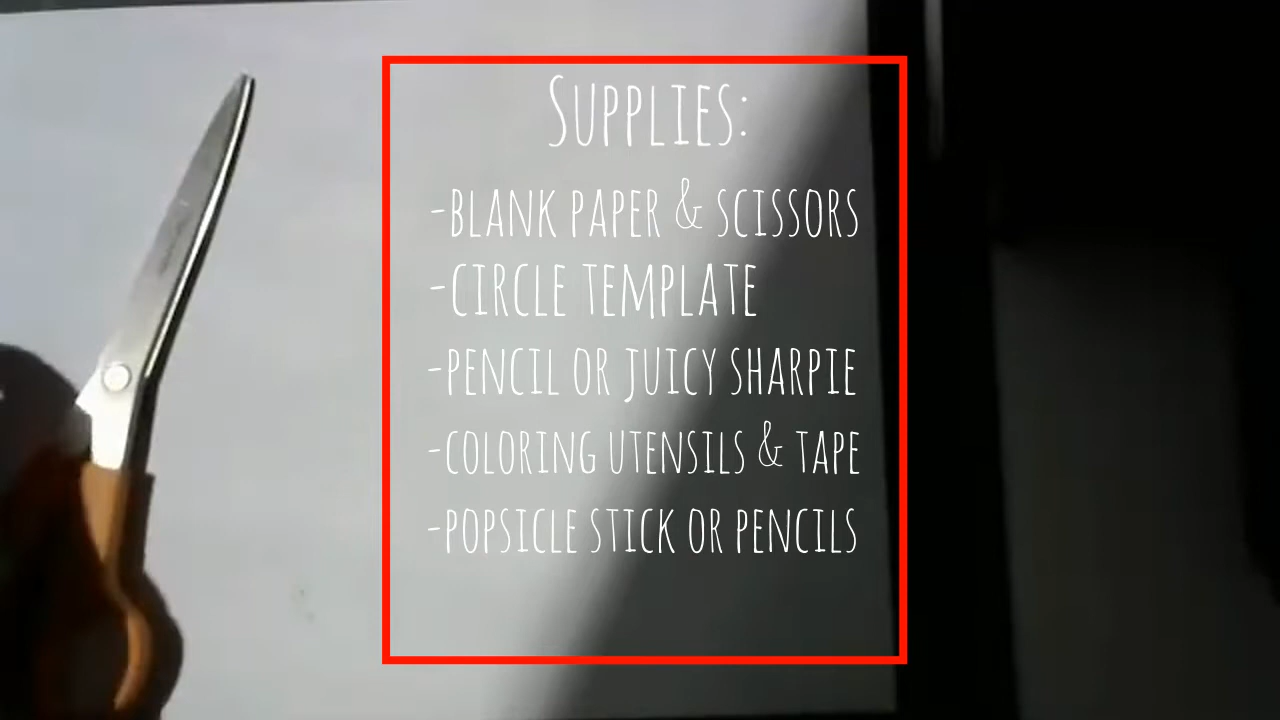 SUPPLIES:
-BLANK PAPER & SCISSORS
-CIRCLE TEMPLATE
-PENCIL OR JUICY SHARPIE
-COLORING UTENSILS & TAPE
-POPSICLE STICK OR PENCILS